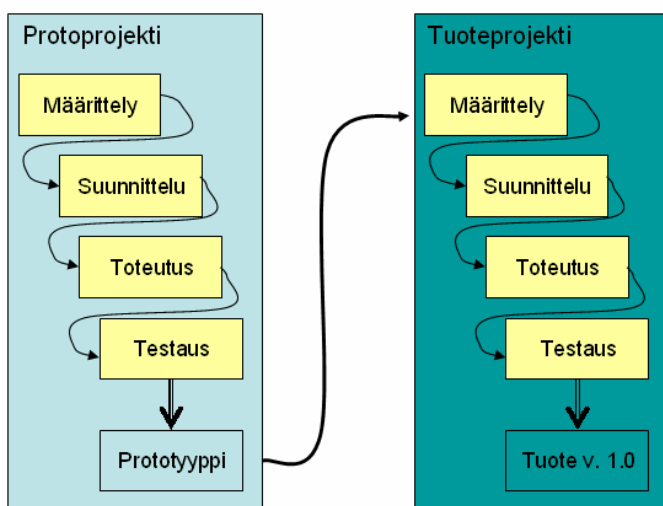 Protoprojekti
Määrittely
Suunnittelu
Toteutus
Testaus
Prototyyppi
Tuoteprojekti
Määrittely
Suunnittelu
Toteutus
Testaus
Tuote v. 1.0